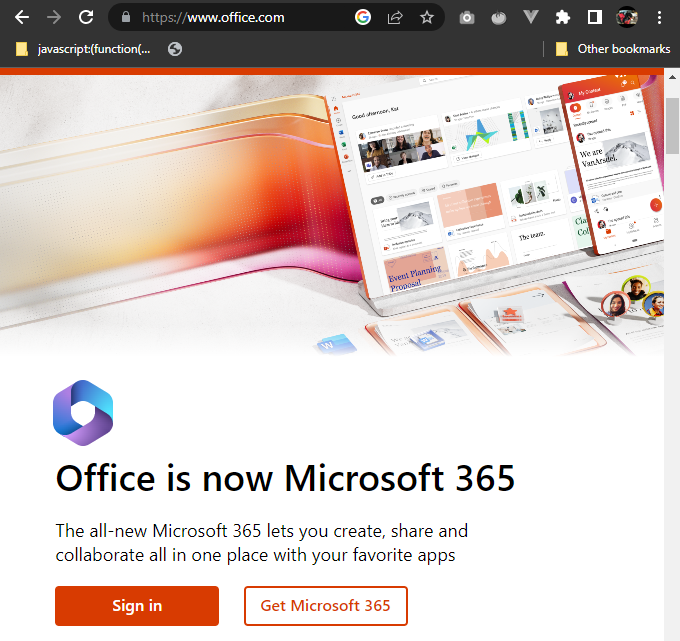 https://www.office.com
javascript:(function(...
Other bookmarks
Good afternoon, Kat
My Content
We are
VanArsdel.
The team.
Event Planning
Proposal
Office is now Microsoft 365
The all-new Microsoft 365 lets you create, share and
collaborate all in one place with your favorite apps
Sign in
Get Microsoft 365